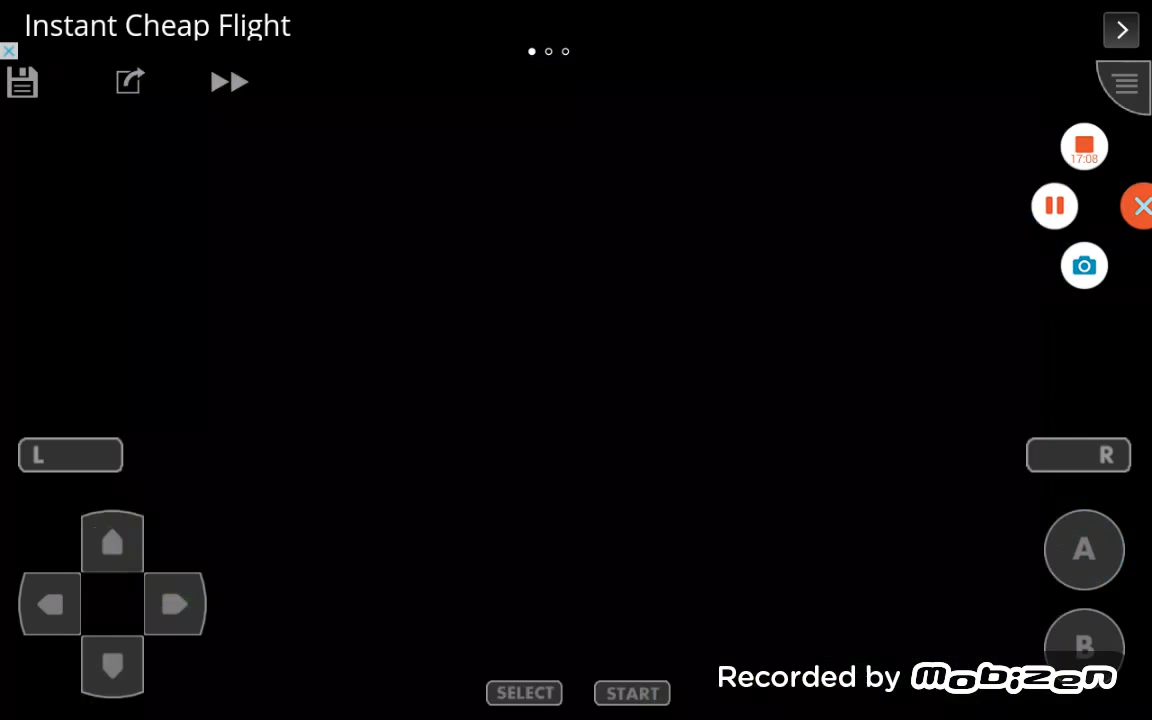 Instant Cheap Flight
17:08
L
R
A
B
SELECT
START
Recorded by Mobizen